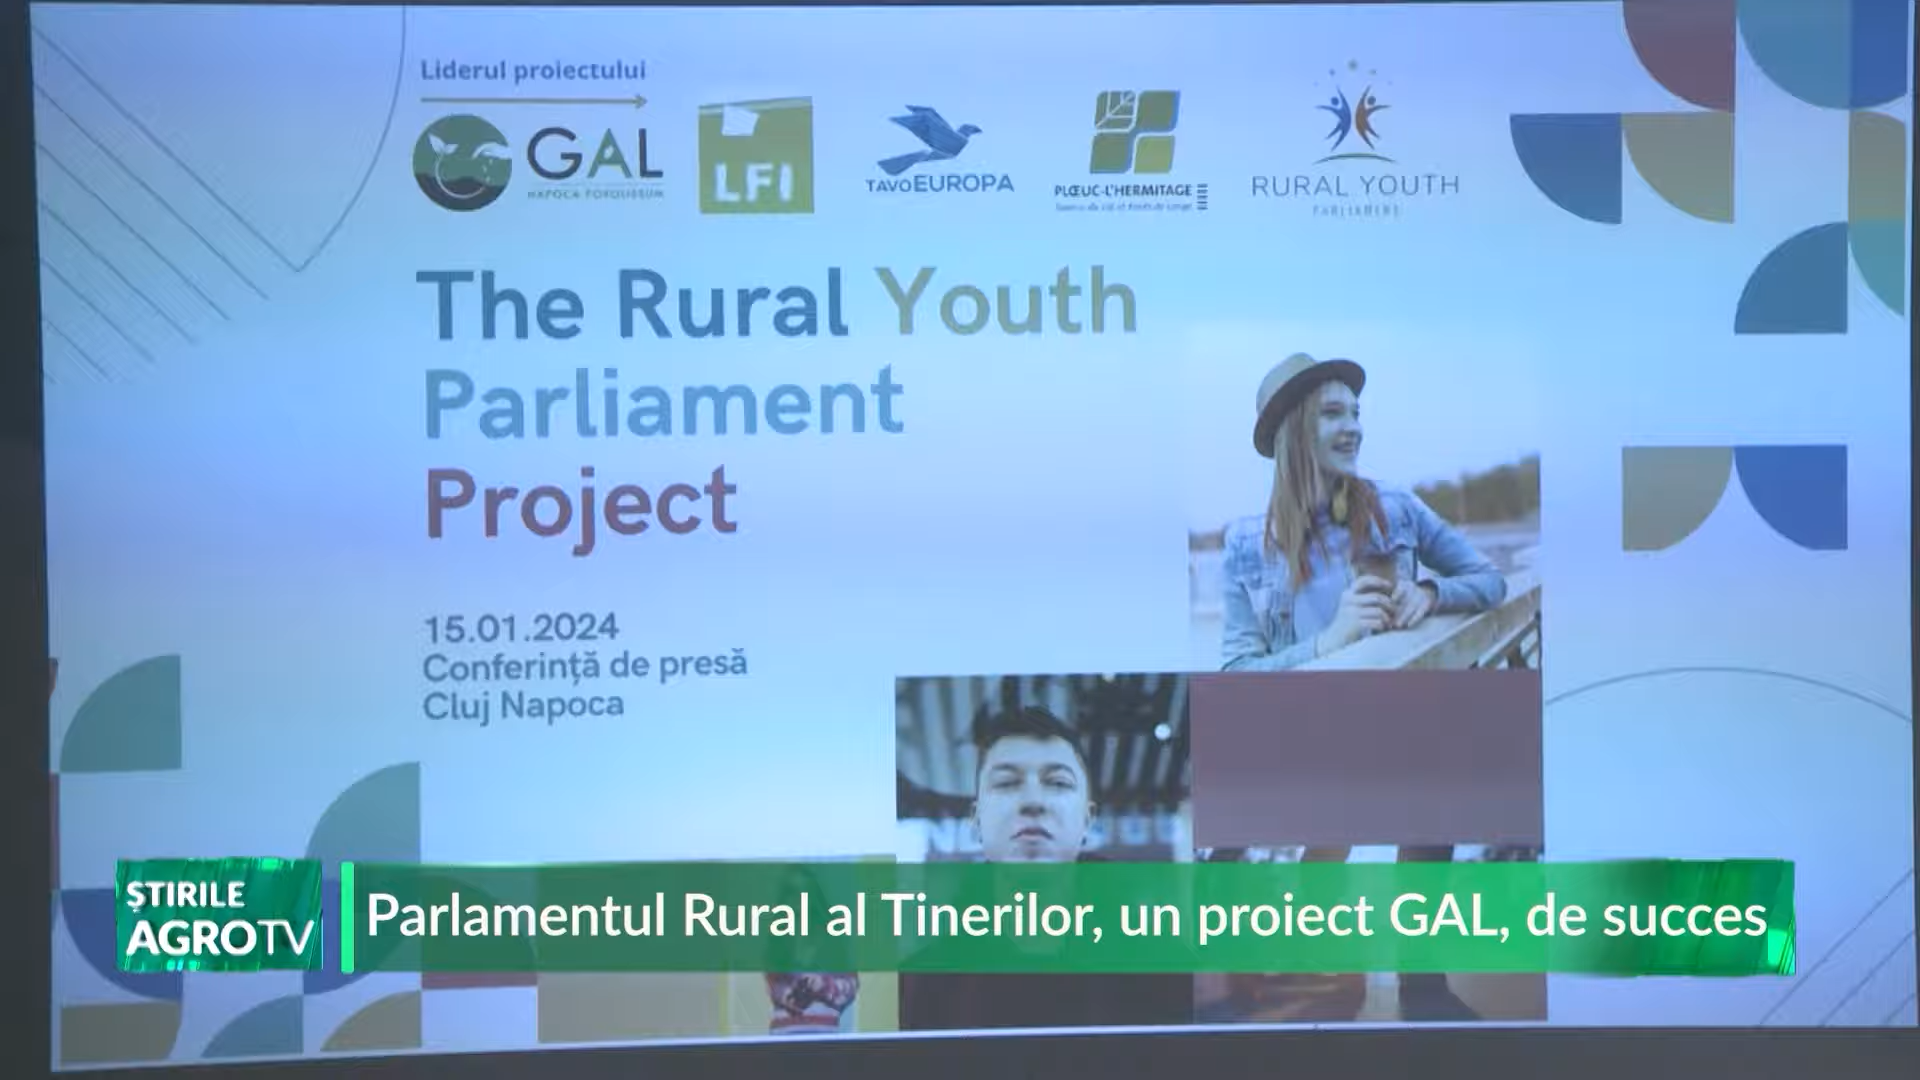 Liderul proiectului
GAL
NAPOCA POROLISSUM
LFI
TAVOEUROPA
PLŒUC-L'HERMITAGE
RURAL YOUTH
PARLIAMENT
The Rural Youth
Parliament
Project
15.01.2024
Conferință de presă
Cluj Napoca
ȘTIRILE
AGROTV
Parlamentul Rural al Tinerilor, un proiect GAL, de succes